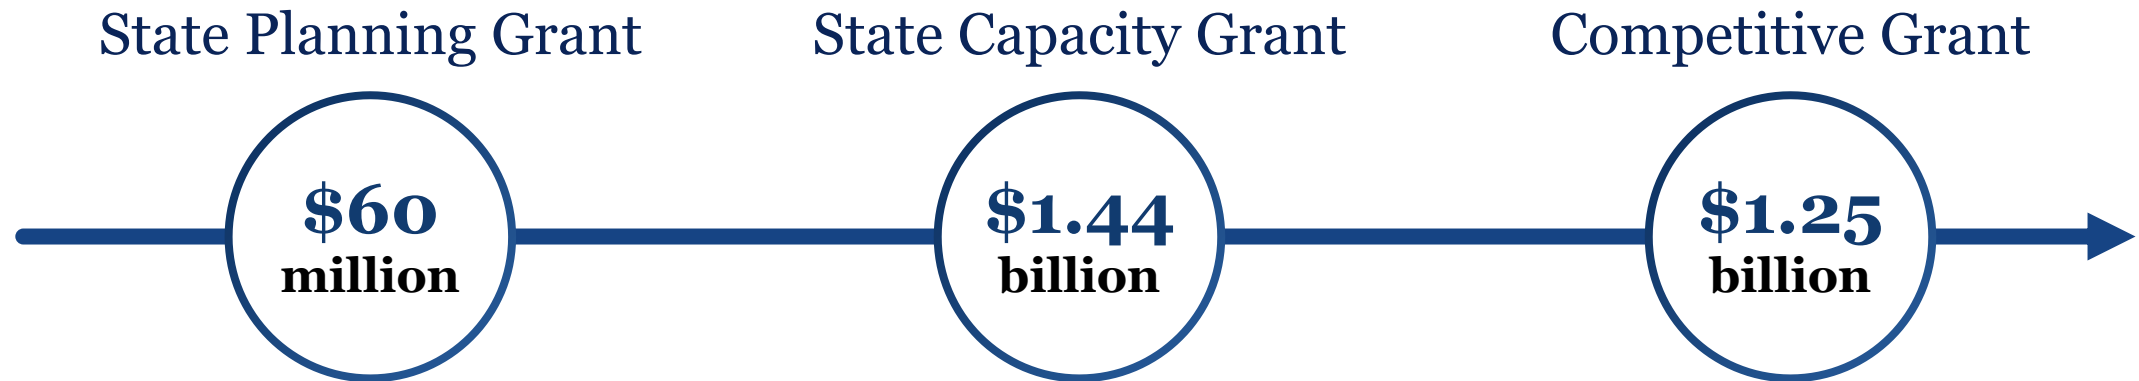 State Planning Grant
State Capacity Grant
Competitive Grant
$60
million
$1.44
billion
$1.25
billion